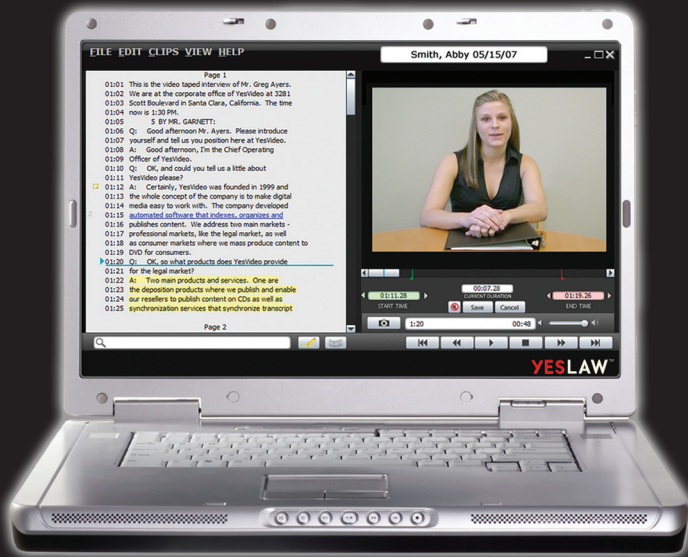 FILE EDIT CLIPS VIEW HELP
Smith, Abby 05/15/07
Page 1
01:01 This is the video taped interview of Mr. Greg Ayers.
01:02 We are at the corporate office of YesVideo at 3281
01:03 Scott Boulevard in Santa Clara, California. The time
01:04 now is 1:30 PM.
01:05 5 BY MR. GARNETT:
01:06 Q: Good afternoon Mr. Ayers. Please introduce
01:07 yourself and tell us you position here at YesVideo.
01:08 A: Good afternoon, I'm the Chief Operating
01:09 Officer of YesVideo.
01:10 Q: OK, and could you tell us a little about
01:11 YesVideo please?
01:12 A: Certainly, YesVideo was founded in 1999 and
01:13 the whole concept of the company is to make digital
01:14 media easy to work with. The company developed
01:15 automated software that indexes, organizes and
01:16 publishes content. We address two main markets -
01:17 professional markets, like the legal market, as well
01:18 as consumer markets where we mass produce content to
01:19 DVD for consumers.
01:20 Q: OK, so what products does YesVideo provide
01:21 for the legal market?
01:22 A: Two main products and services. One are
01:23 the deposition products where we publish and enable
01:24 our resellers to publish content on CDs as well as
01:25 synchronization services that synchronize transcript
Page 2
01:11.28
START TIME
00:07.28
CURRENT DURATION
Save Cancel
01:19.26
END TIME
1:20 00:48
YESLAW™